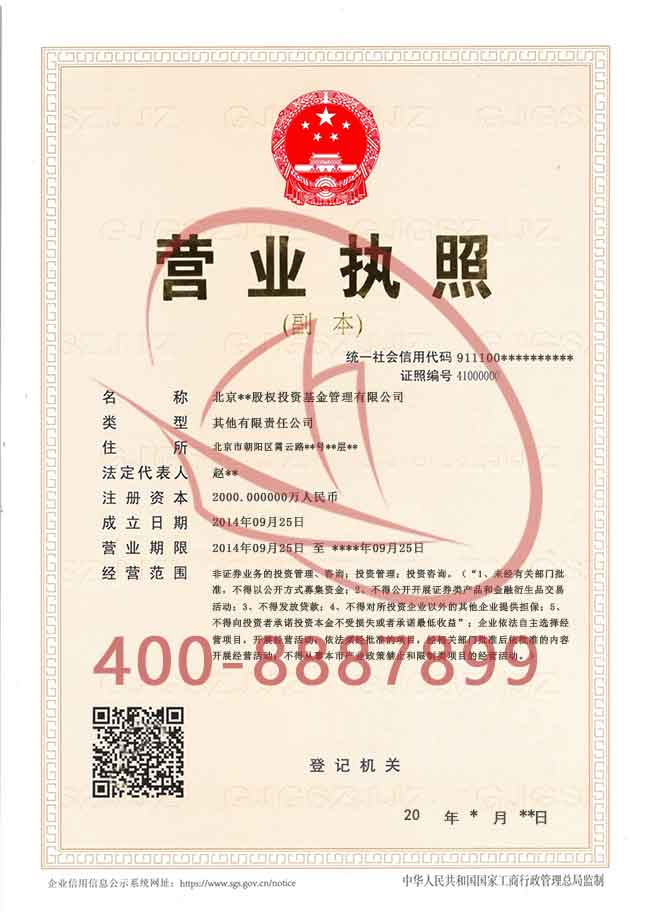 营业执照
(副 本)
统一社会信用代码 911100**********
证照编号 41000000
名 称 北京**股权投资基金管理有限公司
类 型 其他有限责任公司
住 所 北京市朝阳区霄云路**号**层**
法定代表人 赵**
注册资本 2000.000000万人民币
成立日期 2014年09月25日
营业期限 2014年09月25日 至 ****年09月25日
经营范围 非证券业务的投资管理、咨询；投资管理；投资咨询。（“1、未经有关部门批
准，不得以公开方式募集资金；2、不得公开开展证券类产品和金融衍生品交易
活动；3、不得发放贷款；4、不得对所投资企业以外的其他企业提供担保；5、
不得向投资者承诺投资本金不受损失或者承诺最低收益”；企业依法自主选择经
营项目，开展经营活动；依法须经批准的项目，经相关部门批准后依批准的内容
开展经营活动；不得从事本市产业政策禁止和限制类项目的经营活动。
400-6867899
登记机关
20 年 * 月 **日
企业信用信息公示系统网址：https://www.sgs.gov.cn/notice
中华人民共和国国家工商行政管理总局监制